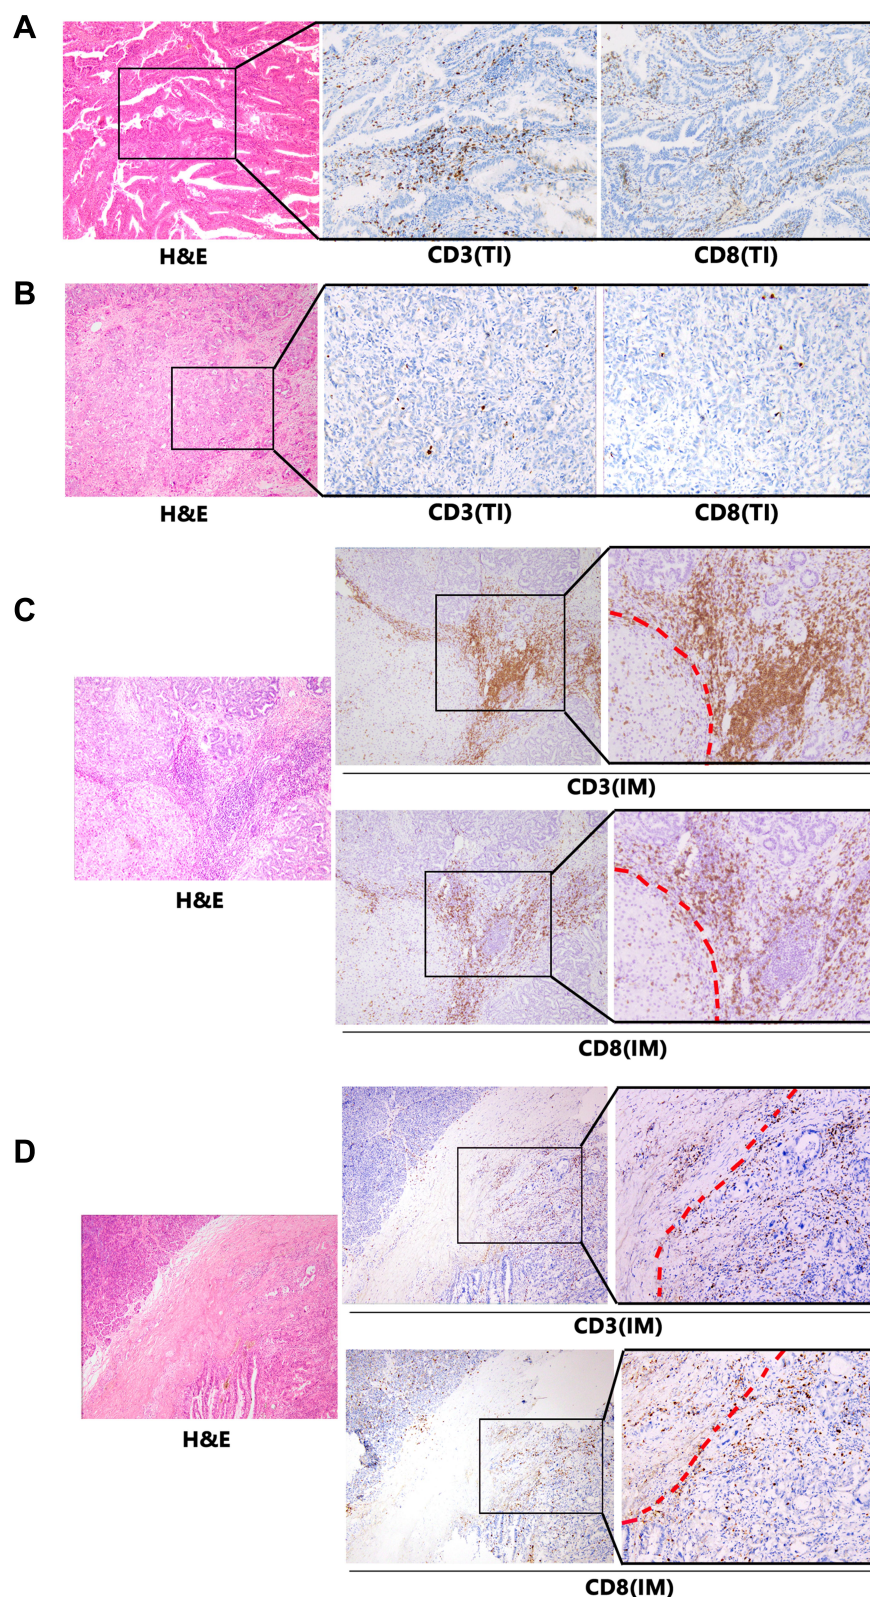 A
H&E
CD3(TI)
CD8(TI)
B
H&E
CD3(TI)
CD8(TI)
C
CD3(IM)
H&E
CD8(IM)
D
CD3(IM)
H&E
CD8(IM)